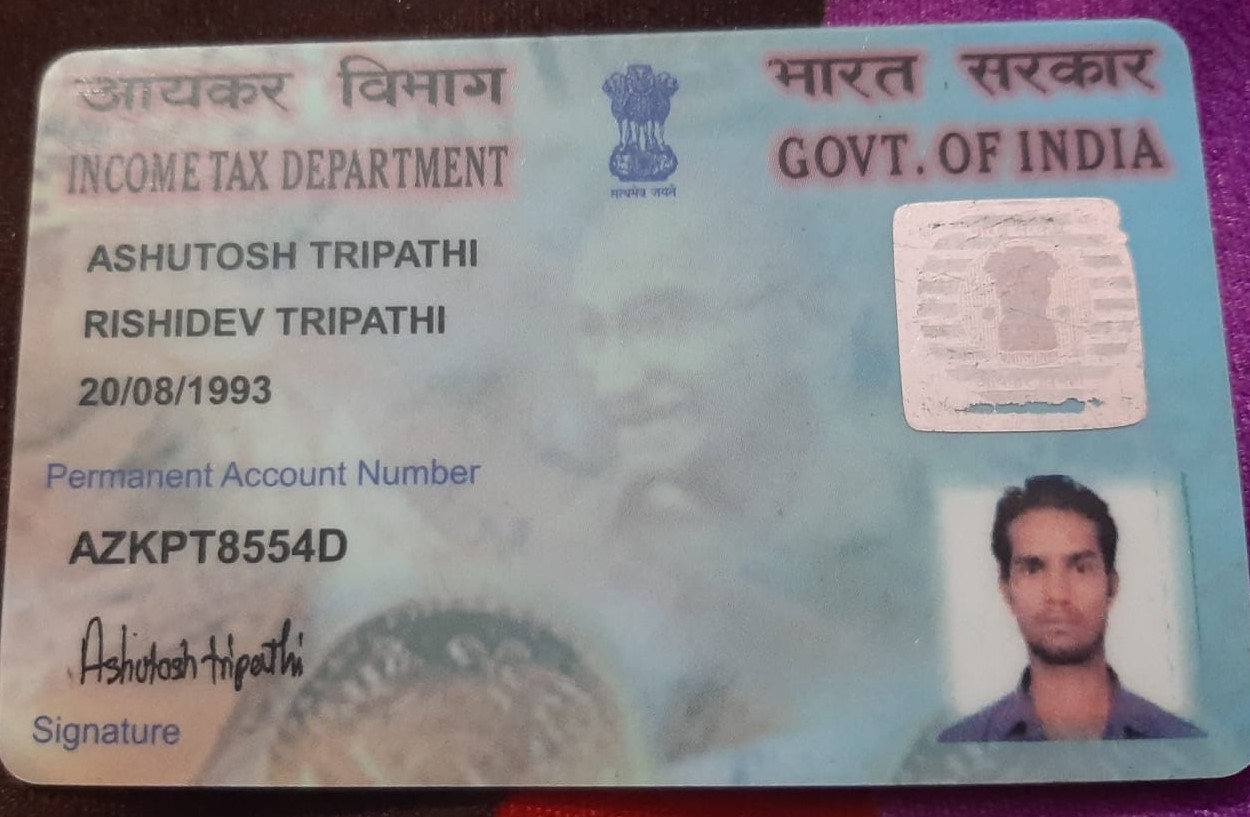 आयकर विभाग
INCOME TAX DEPARTMENT
सत्यमेव जयते
भारत सरकार
GOVT. OF INDIA
ASHUTOSH TRIPATHI
RISHIDEV TRIPATHI
20/08/1993
Permanent Account Number
AZKPT8554D
Ashutosh tripathi
Signature